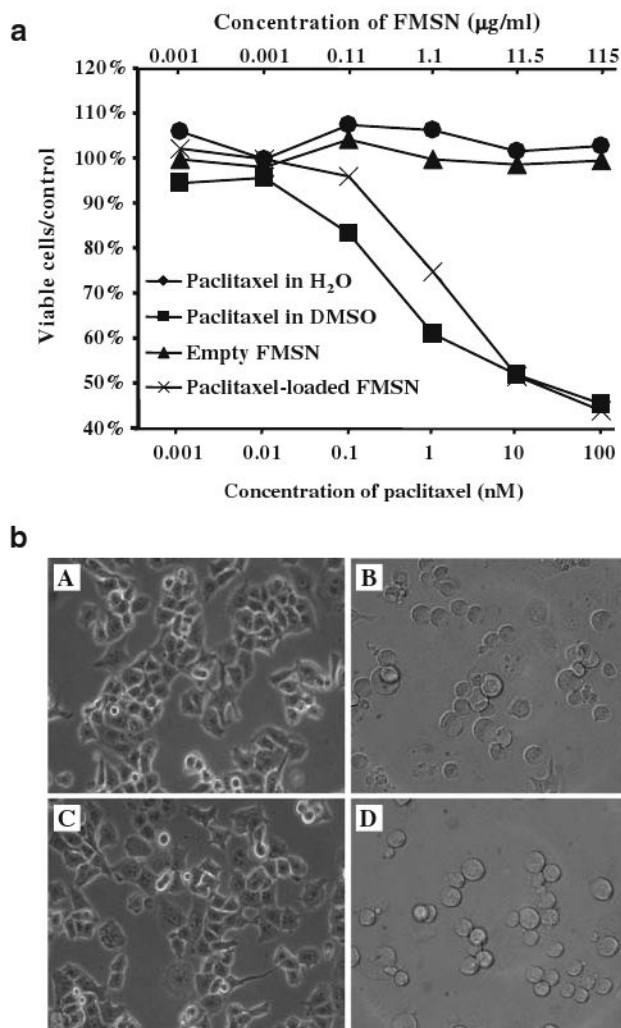 a
Concentration of FMSN (µg/ml)
0.001 0.001 0.11 1.1 11.5 115
120%
110%
100%
90%
80%
70%
60%
50%
40%
Viable cells/control
Paclitaxel in H₂O
Paclitaxel in DMSO
Empty FMSN
Paclitaxel-loaded FMSN
0.001 0.01 0.1 1 10 100
Concentration of paclitaxel (nM)
b
A B
C D